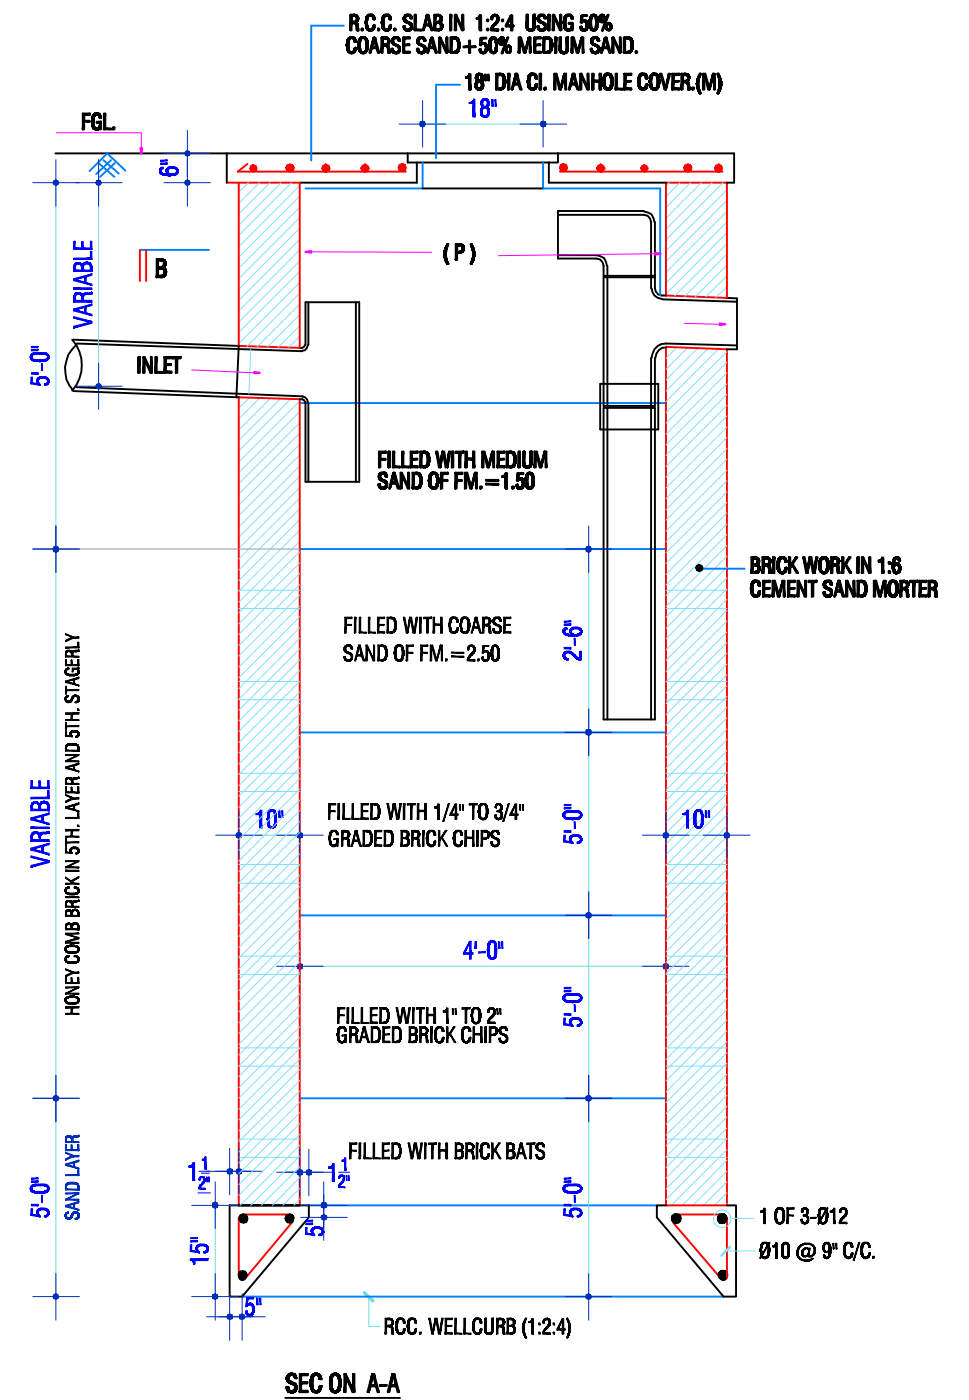 R.C.C. SLAB IN 1:2:4 USING 50%
COARSE SAND+50% MEDIUM SAND.
18" DIA CI. MANHOLE COVER.(M)
18"
FGL.
6"
( P )
B
VARIABLE
5'-0"
INLET
FILLED WITH MEDIUM
SAND OF FM.=1.50
BRICK WORK IN 1:6
CEMENT SAND MORTER
FILLED WITH COARSE
SAND OF FM.=2.50
2'-6"
HONEY COMB BRICK IN 5TH. LAYER AND 5TH. STAGERLY
VARIABLE
10"
FILLED WITH 1/4" TO 3/4"
GRADED BRICK CHIPS
5'-0"
10"
4'-0"
FILLED WITH 1" TO 2"
GRADED BRICK CHIPS
5'-0"
SAND LAYER
5'-0"
FILLED WITH BRICK BATS
1 1/2"
1 1/2"
5'-0"
5"
15"
5"
1 OF 3-Ø12
Ø10 @ 9" C/C.
RCC. WELLCURB (1:2:4)
SEC ON A-A